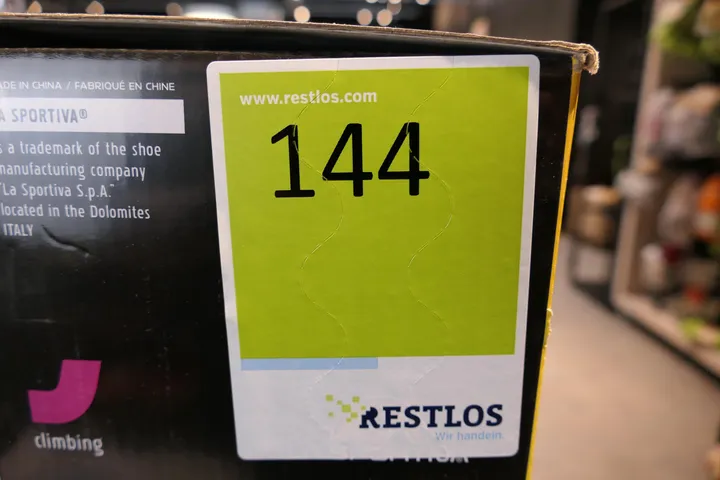 ADE IN CHINA / FABRIQUÉ EN CHINE
A SPORTIVA®
s a trademark of the shoe
manufacturing company
"La Sportiva S.p.A."
located in the Dolomites
ITALY
climbing
www.restlos.com
144
RESTLOS
Wir handeln.